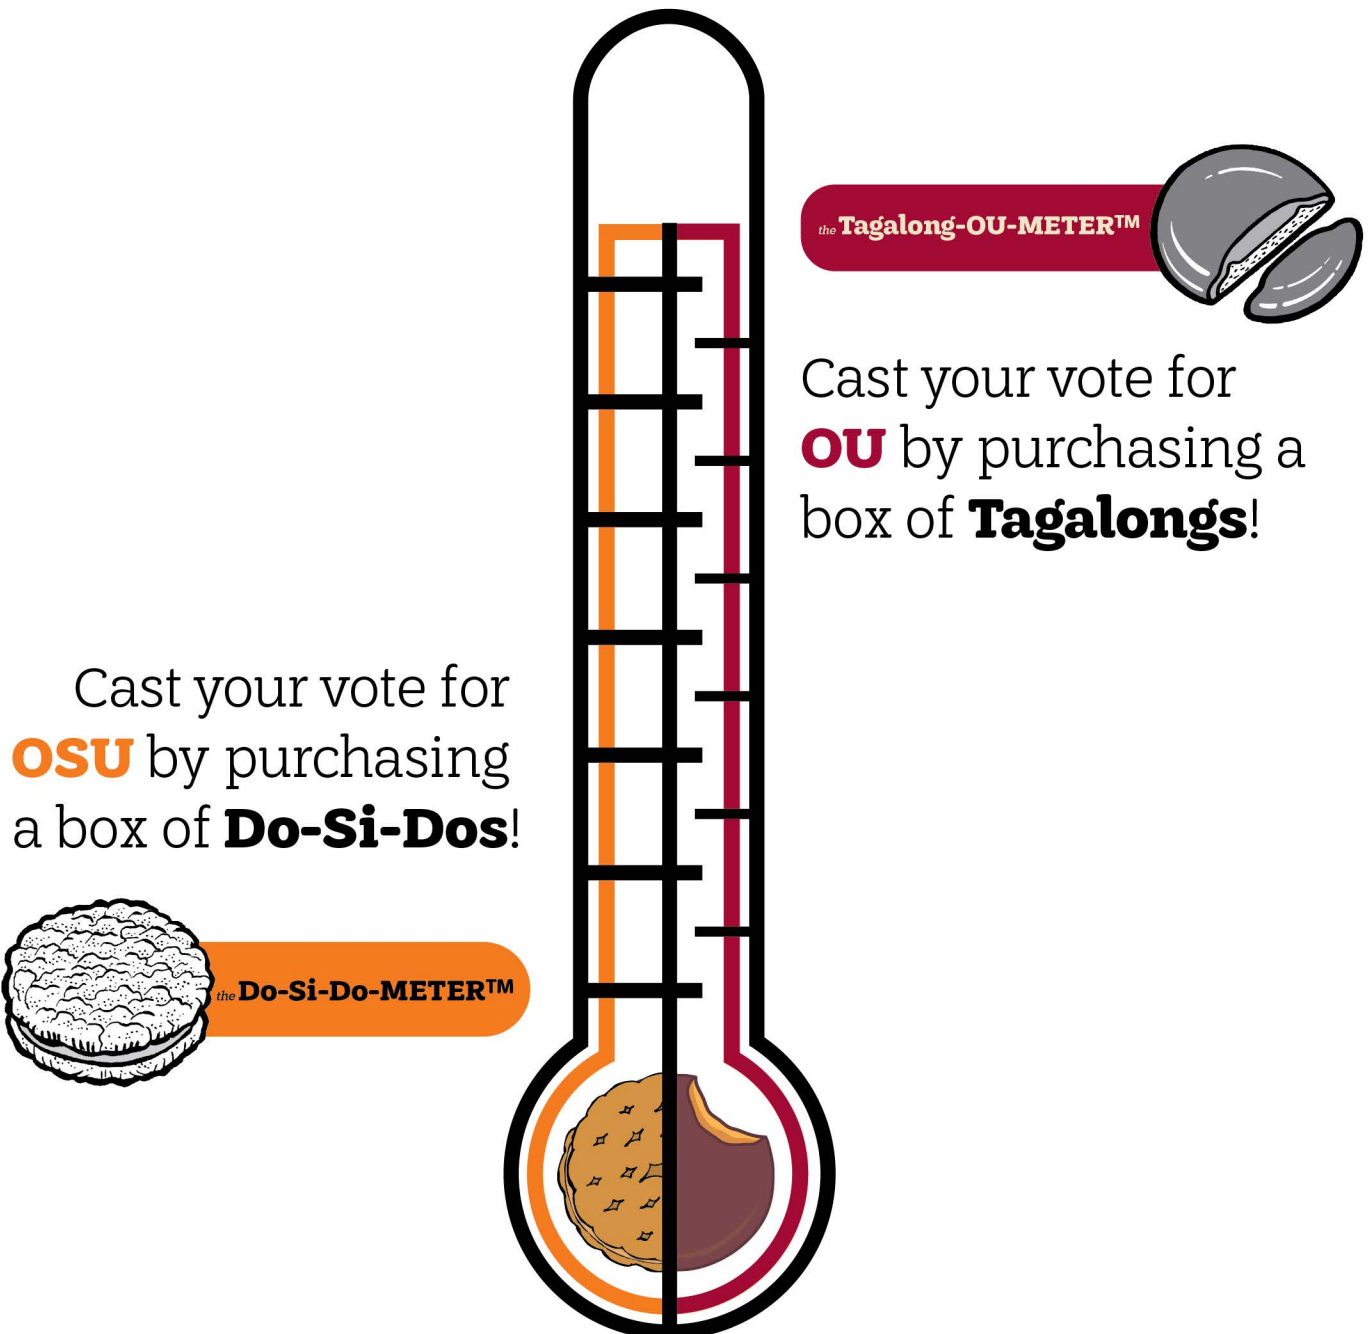 the Tagalong-OU-METER™
Cast your vote for
OU by purchasing a
box of Tagalongs!
Cast your vote for
OSU by purchasing
a box of Do-Si-Dos!
the Do-Si-Do-METER™